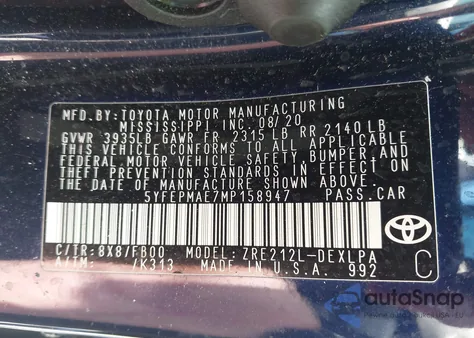 MFD.BY:TOYOTA MOTOR MANUFACTURING
MISSISSIPPI, INC. 08/20
GVWR 3935LB GAWR FR 2315 LB RR 2140 LB
THIS VEHICLE CONFORMS TO ALL APPLICABLE
FEDERAL MOTOR VEHICLE SAFETY, BUMPER, AND
THEFT PREVENTION STANDARDS IN EFFECT ON
THE DATE OF MANUFACTURE SHOWN ABOVE.
5YFEPMAE7MP158947 PASS.CAR
C/TR:8X8/FB00 MODEL:ZRE212L-DEXLPA
A/TM: /K313 MADE IN U.S.A. 992
C
autoSnap